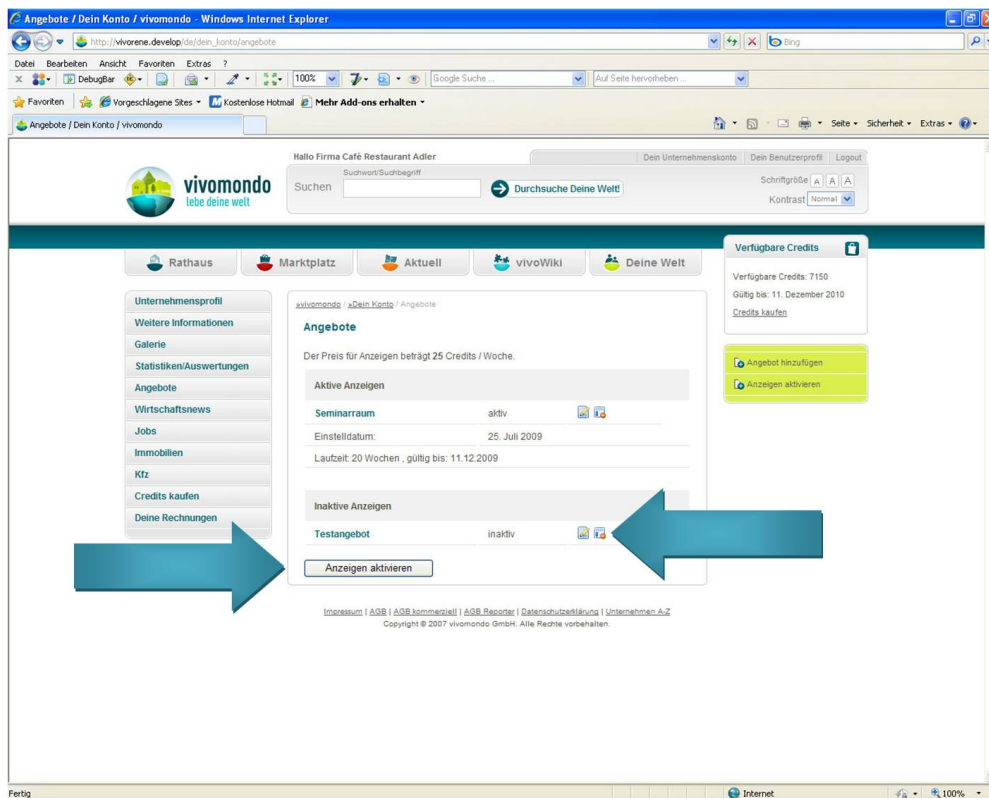 Angebote / Dein Konto / vivomondo - Windows Internet Explorer
http://vivorene.develop/de/dein_konto/angebote
Bing
Datei Bearbeiten Ansicht Favoriten Extras ?
x DebugBar 100% Google Suche ... Auf Seite hervorheben ...
Favoriten Vorgeschlagene Sites Kostenlose Hotmail Mehr Add-ons erhalten
Angebote / Dein Konto / vivomondo
Seite Sicherheit Extras
Hallo Firma Cafè Restaurant Adler
Dein Unternehmenskonto Dein Benutzerprofil Logout
vivomondo
lebe deine welt
Suchwort/Suchbegriff
Suchen
Durchsuche Deine Welt!
Schriftgröße A A A
Kontrast Normal
Rathaus Marktplatz Aktuell vivoWiki Deine Welt
Unternehmensprofil
Weitere Informationen
Galerie
Statistiken/Auswertungen
Angebote
Wirtschaftsnews
Jobs
Immobilien
Kfz
Credits kaufen
Deine Rechnungen
»vivomondo / »Dein Konto / Angebote
Angebote
Der Preis für Anzeigen beträgt 25 Credits / Woche.
Aktive Anzeigen
Seminarraum aktiv
Einstelldatum: 25. Juli 2009
Laufzeit: 20 Wochen , gültig bis: 11.12.2009
Inaktive Anzeigen
Testangebot inaktiv
Anzeigen aktivieren
Verfügbare Credits
Verfügbare Credits: 7150
Gültig bis: 11. Dezember 2010
Credits kaufen
Angebot hinzufügen
Anzeigen aktivieren
Impressum | AGB | AGB kommerziell | AGB Reporter | Datenschutzerklärung | Unternehmen A-Z
Copyright © 2007 vivomondo GmbH. Alle Rechte vorbehalten.
Fertig Internet 100%